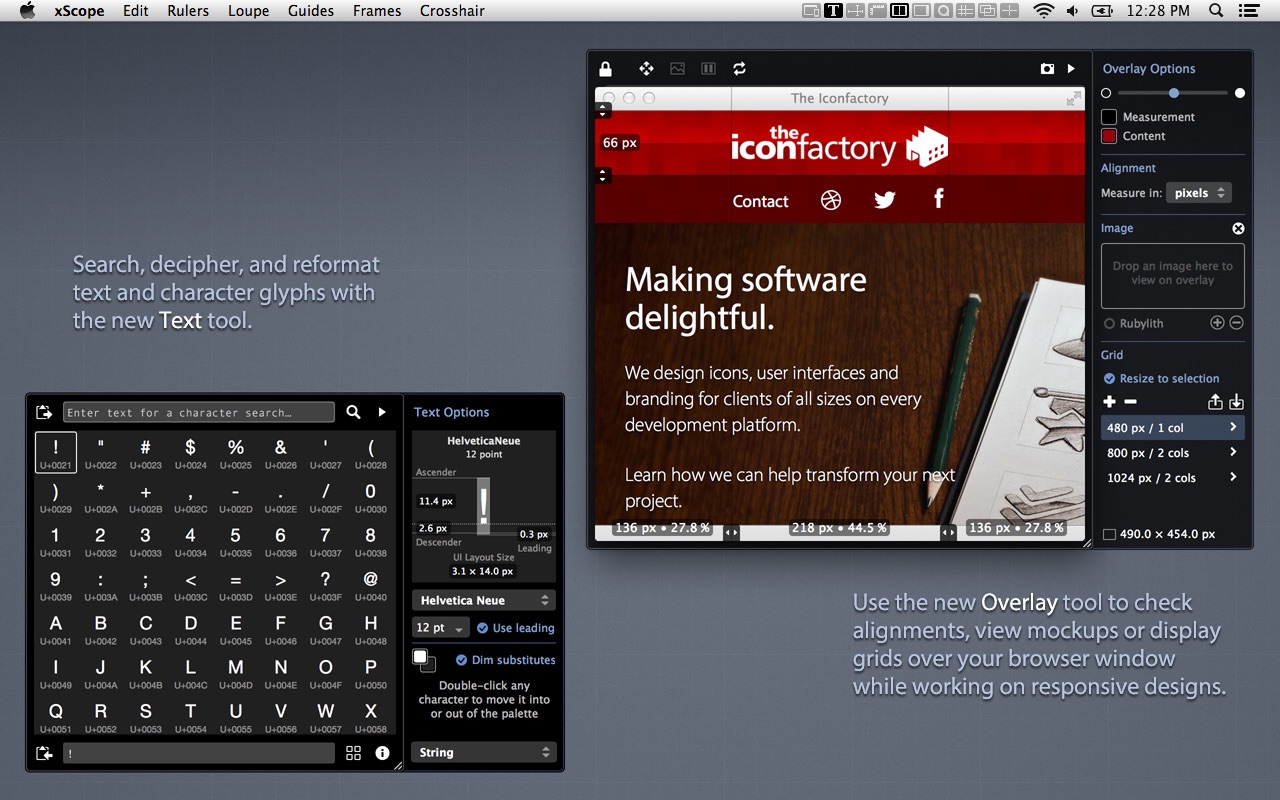 xScope Edit Rulers Loupe Guides Frames Crosshair 12:28 PM
Search, decipher, and reformat
text and character glyphs with
the new Text tool.
The Iconfactory
66 px
the
iconfactory
Contact
Making software
delightful.
We design icons, user interfaces and
branding for clients of all sizes on every
development platform.
Learn how we can help transform your next
project.
136 px • 27.8 % 218 px • 44.5 % 136 px • 27.8 %
Overlay Options
Measurement
Content
Alignment
Measure in: pixels
Image
Drop an image here to
view on overlay
Rubylith
Grid
Resize to selection
480 px / 1 col
800 px / 2 cols
1024 px / 2 cols
490.0 × 454.0 px
Enter text for a character search…
! " # $ % & ' (
U+0021 U+0022 U+0023 U+0024 U+0025 U+0026 U+0027 U+0028
) * + , - . / 0
U+0029 U+002A U+002B U+002C U+002D U+002E U+002F U+0030
1 2 3 4 5 6 7 8
U+0031 U+0032 U+0033 U+0034 U+0035 U+0036 U+0037 U+0038
9 : ; < = > ? @
U+0039 U+003A U+003B U+003C U+003D U+003E U+003F U+0040
A B C D E F G H
U+0041 U+0042 U+0043 U+0044 U+0045 U+0046 U+0047 U+0048
I J K L M N O P
U+0049 U+004A U+004B U+004C U+004D U+004E U+004F U+0050
Q R S T U V W X
U+0051 U+0052 U+0053 U+0054 U+0055 U+0056 U+0057 U+0058
!
Text Options
HelveticaNeue
12 point
Ascender
!
11.4 px
2.6 px
0.3 px
Descender
Leading
UI Layout Size
3.1 × 14.0 px
Helvetica Neue
12 pt Use leading
Dim substitutes
Double-click any
character to move it into
or out of the palette
String
Use the new Overlay tool to check
alignments, view mockups or display
grids over your browser window
while working on responsive designs.